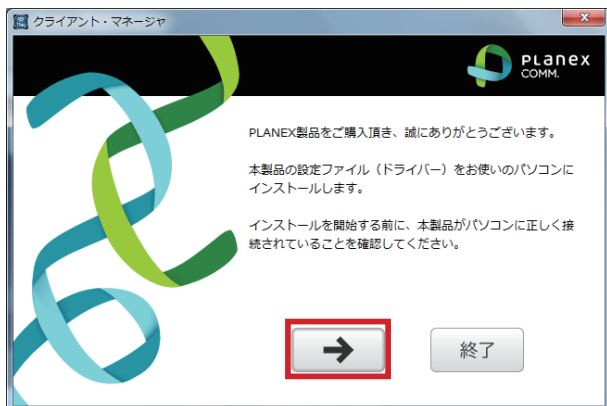 クライアント・マネージャ
PLANEX
COMM.
PLANEX製品をご購入頂き、誠にありがとうございます。
本製品の設定ファイル（ドライバー）をお使いのパソコンに
インストールします。
インストールを開始する前に、本製品がパソコンに正しく接
続されていることを確認してください。
終了